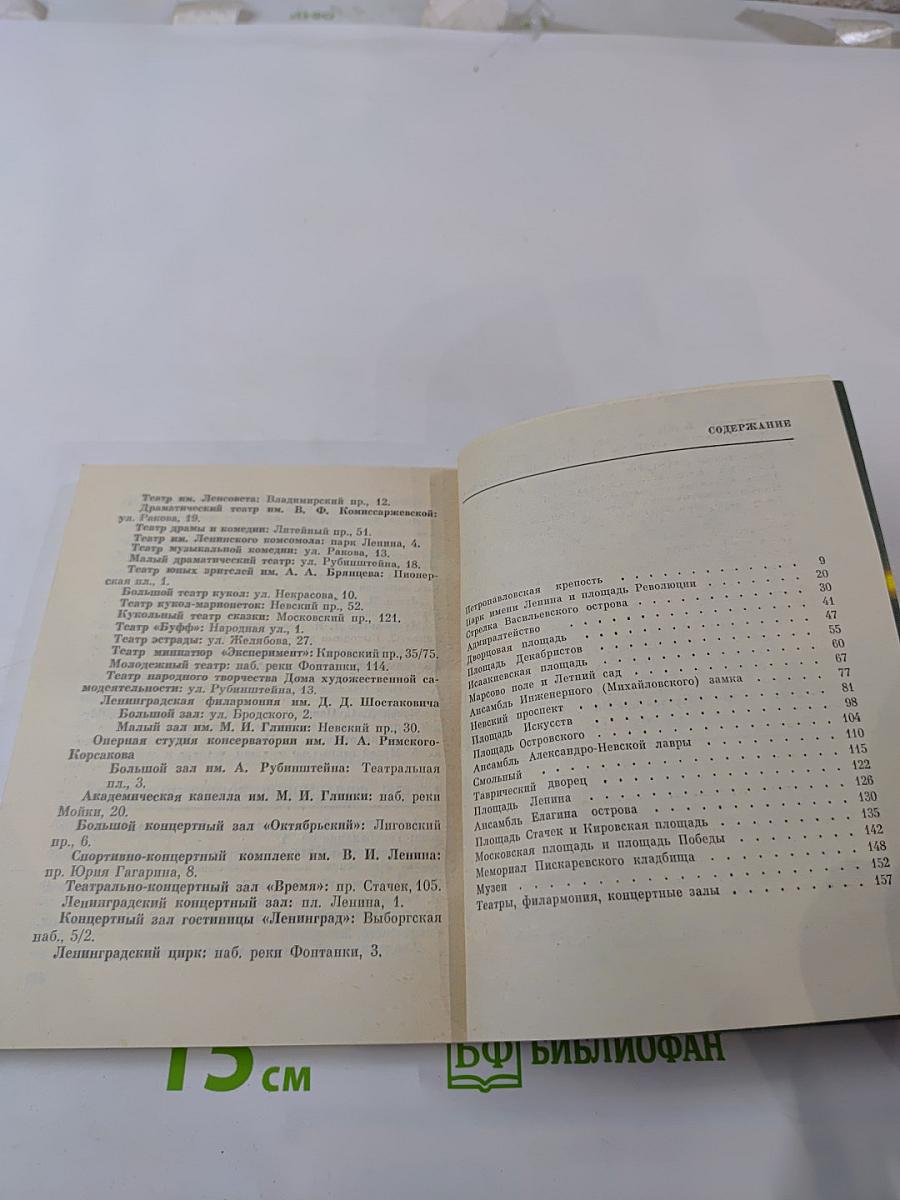 Театр им. Ленсовета: Владимирский пр., 12.
Драматический театр им. В. Ф. Комиссаржевской:
ул. Ракова, 19.
Театр драмы и комедии: Литейный пр., 51.
Театр им. Ленинского комсомола: парк Ленина, 4.
Театр музыкальной комедии: ул. Ракова, 13.
Малый драматический театр: ул. Рубинштейна, 18.
Театр юных зрителей им. А. А. Брянцева: Пионер-
ская пл., 1.
Большой театр кукол: ул. Некрасова, 10.
Театр кукол-марионеток: Невский пр., 52.
Кукольный театр сказки: Московский пр., 121.
Театр «Буфф»: Народная ул., 1.
Театр эстрады: ул. Желябова, 27.
Театр миниатюр «Эксперимент»: Кировский пр., 35/75.
Молодежный театр: наб. реки Фонтанки, 114.
Театр народного творчества Дома художественной са-
модеятельности: ул. Рубинштейна, 13.
Ленинградская филармония им. Д. Д. Шостаковича
Большой зал: ул. Бродского, 2.
Малый зал им. М. И. Глинки: Невский пр., 30.
Оперная студия консерватории им. Н. А. Римского-
Корсакова
Большой зал им. А. Рубинштейна: Театральная
пл., 3.
Академическая капелла им. М. И. Глинки: наб. реки
Мойки, 20.
Большой концертный зал «Октябрьский»: Лиговский
пр., 6.
Спортивно-концертный комплекс им. В. И. Ленина:
пр. Юрия Гагарина, 8.
Театрально-концертный зал «Время»: пр. Стачек, 105.
Ленинградский концертный зал: пл. Ленина, 1.
Концертный зал гостиницы «Ленинград»: Выборгская
наб., 5/2.
Ленинградский цирк: наб. реки Фонтанки, 3.
СОДЕРЖАНИЕ
Петропавловская крепость . . . . . . . . . . 9
Парк имени Ленина и площадь Революции . . . . . . 20
Стрелка Васильевского острова . . . . . . . . . 30
Адмиралтейство . . . . . . . . . . . . 41
Дворцовая площадь . . . . . . . . . . . 47
Площадь Декабристов . . . . . . . . . . 55
Исаакиевская площадь . . . . . . . . . . 60
Марсово поле и Летний сад . . . . . . . . . 67
Ансамбль Инженерного (Михайловского) замка . . . . . 77
Невский проспект . . . . . . . . . . . 81
Площадь Искусств . . . . . . . . . . . 98
Площадь Островского . . . . . . . . . . 104
Ансамбль Александро-Невской лавры . . . . . . . 110
Смольный . . . . . . . . . . . . . 115
Таврический дворец . . . . . . . . . . 122
Площадь Ленина . . . . . . . . . . . 126
Ансамбль Елагина острова . . . . . . . . . 130
Площадь Стачек и Кировская площадь . . . . . . . 135
Московская площадь и площадь Победы . . . . . . 142
Мемориал Пискаревского кладбища . . . . . . . 148
Музеи . . . . . . . . . . . . . . 152
Театры, филармония, концертные залы . . . . . . . 157
15 см
БФ БИБЛИОФАН